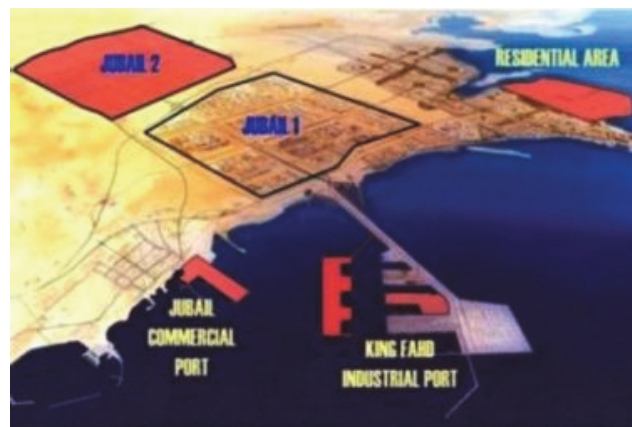 JUBAIL 2
RESIDENTIAL AREA
JUBAIL 1
JUBAIL
COMMERCIAL
PORT
KING FAHD
INDUSTRIAL PORT